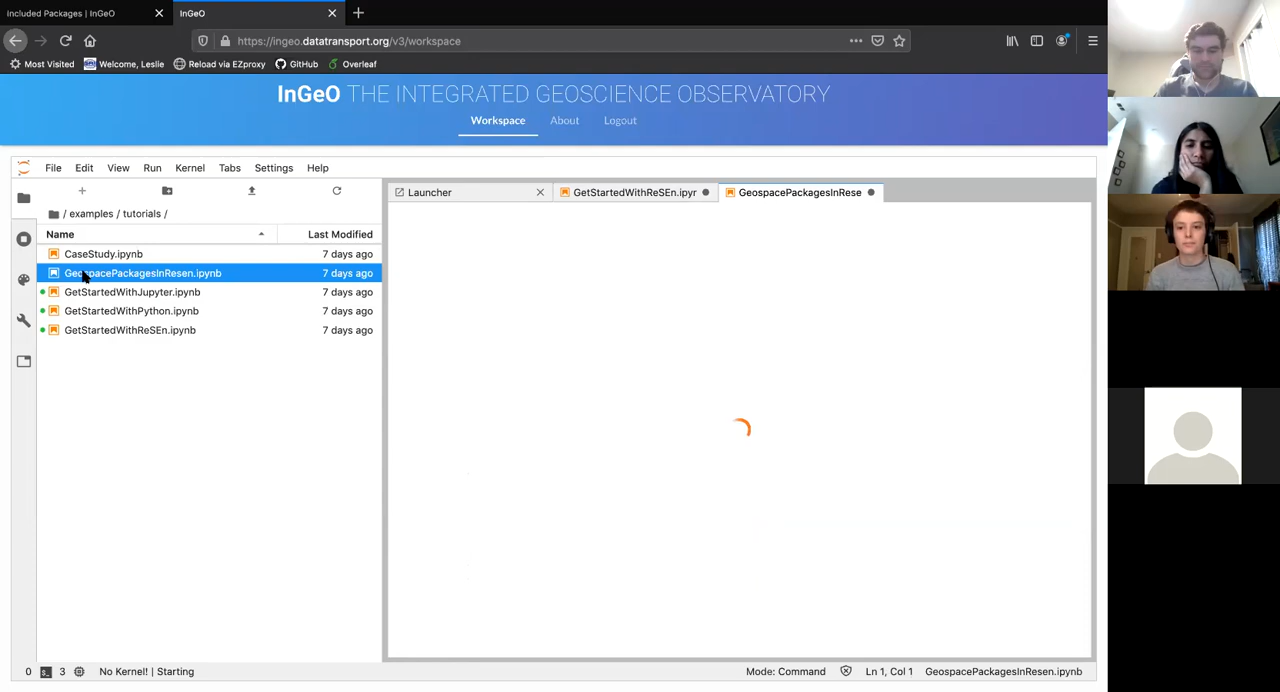 Included Packages | InGeO
InGeO
https://ingeo.datatransport.org/v3/workspace
Most Visited
Welcome, Leslie
Reload via EZproxy
GitHub
Overleaf
InGeO THE INTEGRATED GEOSCIENCE OBSERVATORY
Workspace
About
Logout
File
Edit
View
Run
Kernel
Tabs
Settings
Help
/ examples / tutorials /
Name
Last Modified
CaseStudy.ipynb
7 days ago
GeospacePackagesInResen.ipynb
7 days ago
GetStartedWithJupyter.ipynb
7 days ago
GetStartedWithPython.ipynb
7 days ago
GetStartedWithReSEn.ipynb
7 days ago
Launcher
GetStartedWithReSEn.ipyr
GeospacePackagesInRese
0
3
No Kernel! | Starting
Mode: Command
Ln 1, Col 1
GeospacePackagesInResen.ipynb